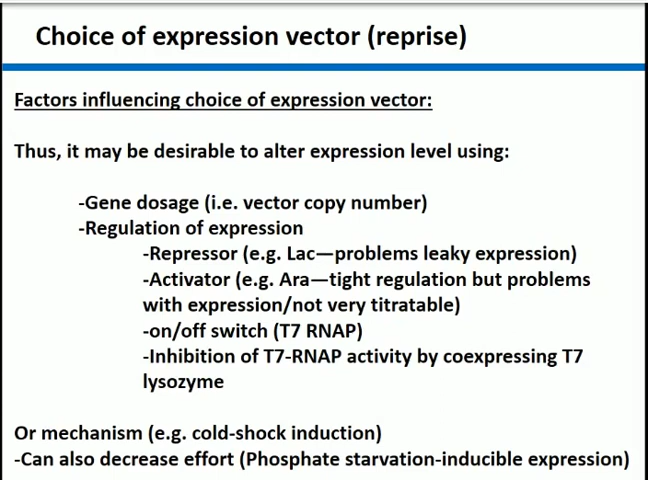 Choice of expression vector (reprise)
Factors influencing choice of expression vector:
Thus, it may be desirable to alter expression level using:
-Gene dosage (i.e. vector copy number)
-Regulation of expression
-Repressor (e.g. Lac—problems leaky expression)
-Activator (e.g. Ara—tight regulation but problems
with expression/not very titratable)
-on/off switch (T7 RNAP)
-Inhibition of T7-RNAP activity by coexpressing T7
lysozyme
Or mechanism (e.g. cold-shock induction)
-Can also decrease effort (Phosphate starvation-inducible expression)